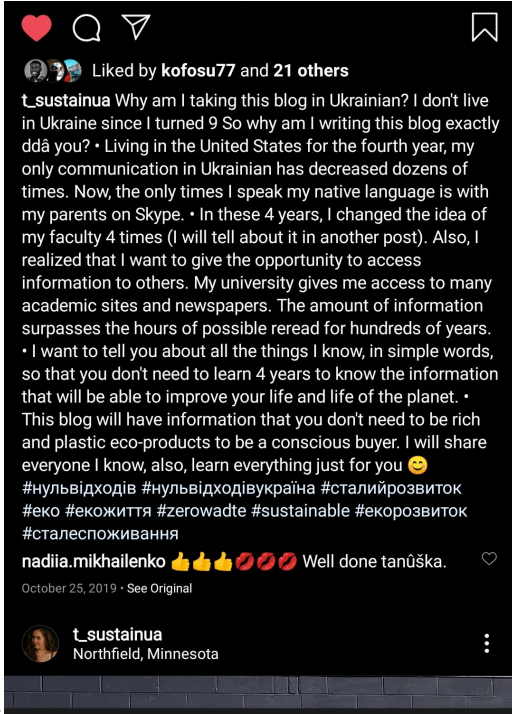 Liked by kofosu77 and 21 others
t_sustainua Why am I taking this blog in Ukrainian? I don't live
in Ukraine since I turned 9 So why am I writing this blog exactly
ddâ you? • Living in the United States for the fourth year, my
only communication in Ukrainian has decreased dozens of
times. Now, the only times I speak my native language is with
my parents on Skype. • In these 4 years, I changed the idea of
my faculty 4 times (I will tell about it in another post). Also, I
realized that I want to give the opportunity to access
information to others. My university gives me access to many
academic sites and newspapers. The amount of information
surpasses the hours of possible reread for hundreds of years.
• I want to tell you about all the things I know, in simple words,
so that you don't need to learn 4 years to know the information
that will be able to improve your life and life of the planet. •
This blog will have information that you don't need to be rich
and plastic eco-products to be a conscious buyer. I will share
everyone I know, also, learn everything just for you 😊
#нульвідходів #нульвідходівукраїна #сталийрозвиток
#еко #екожиття #zerowadte #sustainable #екорозвиток
#сталеспоживання
nadiia.mikhailenko 👍👍👍💋💋💋 Well done tanûška.
October 25, 2019 • See Original
t_sustainua
Northfield, Minnesota